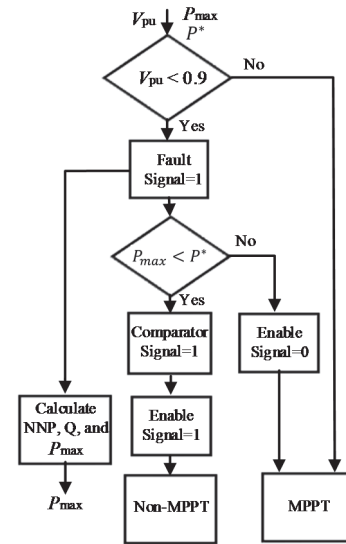 V_pu P_max
P*
V_pu < 0.9
No
Yes
Fault
Signal=1
No
P_max < P*
Yes
Comparator
Signal=1
Enable
Signal=0
Calculate
NNP, Q, and
P_max
Enable
Signal=1
P_max
Non-MPPT
MPPT